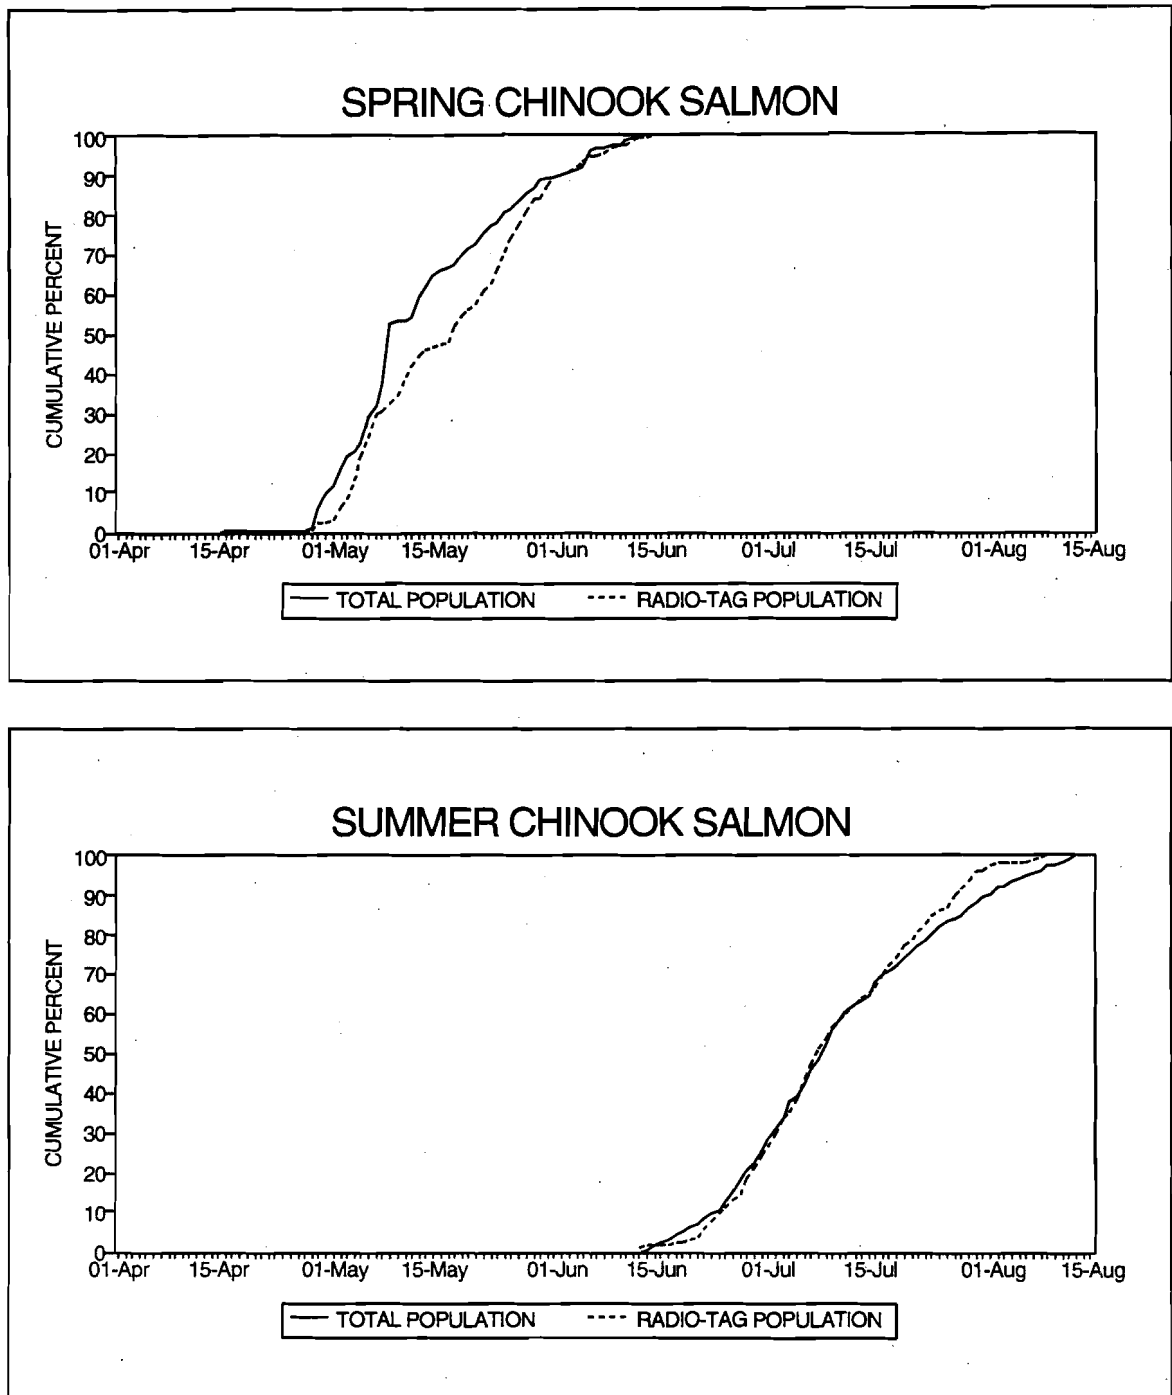 SPRING CHINOOK SALMON
CUMULATIVE PERCENT
100
90
80
70
60
50
40
30
20
10
0
01-Apr 15-Apr 01-May 15-May 01-Jun 15-Jun 01-Jul 15-Jul 01-Aug 15-Aug
TOTAL POPULATION RADIO-TAG POPULATION
SUMMER CHINOOK SALMON
CUMULATIVE PERCENT
100
90
80
70
60
50
40
30
20
10
0
01-Apr 15-Apr 01-May 15-May 01-Jun 15-Jun 01-Jul 15-Jul 01-Aug 15-Aug
TOTAL POPULATION RADIO-TAG POPULATION